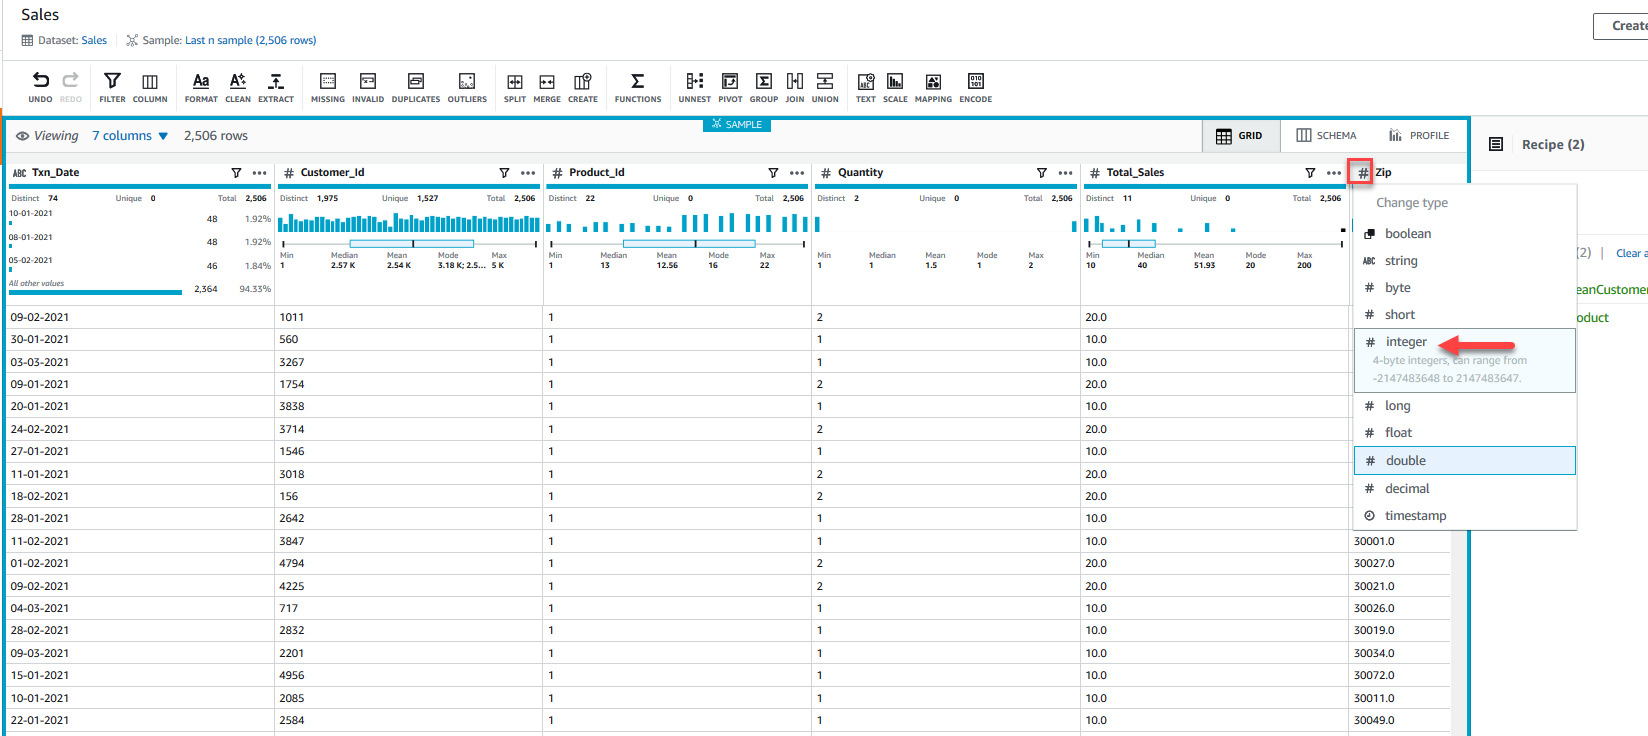 Sales
Create
Dataset: Sales Sample: Last n sample (2,506 rows)
UNDO REDO FILTER COLUMN FORMAT CLEAN EXTRACT MISSING INVALID DUPLICATES OUTLIERS SPLIT MERGE CREATE FUNCTIONS UNNEST PIVOT GROUP JOIN UNION TEXT SCALE MAPPING ENCODE
SAMPLE
Viewing 7 columns 2,506 rows GRID SCHEMA PROFILE
Recipe (2)
ABC Txn_Date # Customer_Id # Product_Id # Quantity # Total_Sales # Zip
Distinct 74 Unique 0 Total 2,506 Distinct 1,975 Unique 1,527 Total 2,506 Distinct 22 Unique 0 Total 2,506 Distinct 2 Unique 0 Total 2,506 Distinct 11 Unique 0 Total 2,506
10-01-2021 48 1.92%
08-01-2021 48 1.92%
05-02-2021 46 1.84%
All other values 2,364 94.33%
Min Median Mean Mode Max Min Median Mean Mode Max Min Median Mean Mode Max Min Median Mean Mode Max
1 2.57 K 2.54 K 3.18 K; 2.5... 5 K 1 13 12.56 16 22 1 1 1.5 1 2 10 40 51.93 20 200
Change type
boolean
ABC string
# byte
# short
# integer
4-byte integers, can range from
-2147483648 to 2147483647.
# long
# float
# double
# decimal
timestamp
(2) | Clear a
eanCustomer
oduct
09-02-2021 1011 1 2 20.0
30-01-2021 560 1 1 10.0
03-03-2021 3267 1 1 10.0
09-01-2021 1754 1 2 20.0
20-01-2021 3838 1 1 10.0
24-02-2021 3714 1 2 20.0
27-01-2021 1546 1 1 10.0
11-01-2021 3018 1 2 20.0
18-02-2021 156 1 2 20.0
28-01-2021 2642 1 1 10.0
11-02-2021 3847 1 1 10.0 30001.0
01-02-2021 4794 1 2 20.0 30027.0
09-02-2021 4225 1 2 20.0 30021.0
04-03-2021 717 1 1 10.0 30026.0
28-02-2021 2832 1 1 10.0 30019.0
09-03-2021 2201 1 1 10.0 30034.0
15-01-2021 4956 1 1 10.0 30072.0
10-01-2021 2085 1 1 10.0 30011.0
22-01-2021 2584 1 1 10.0 30049.0